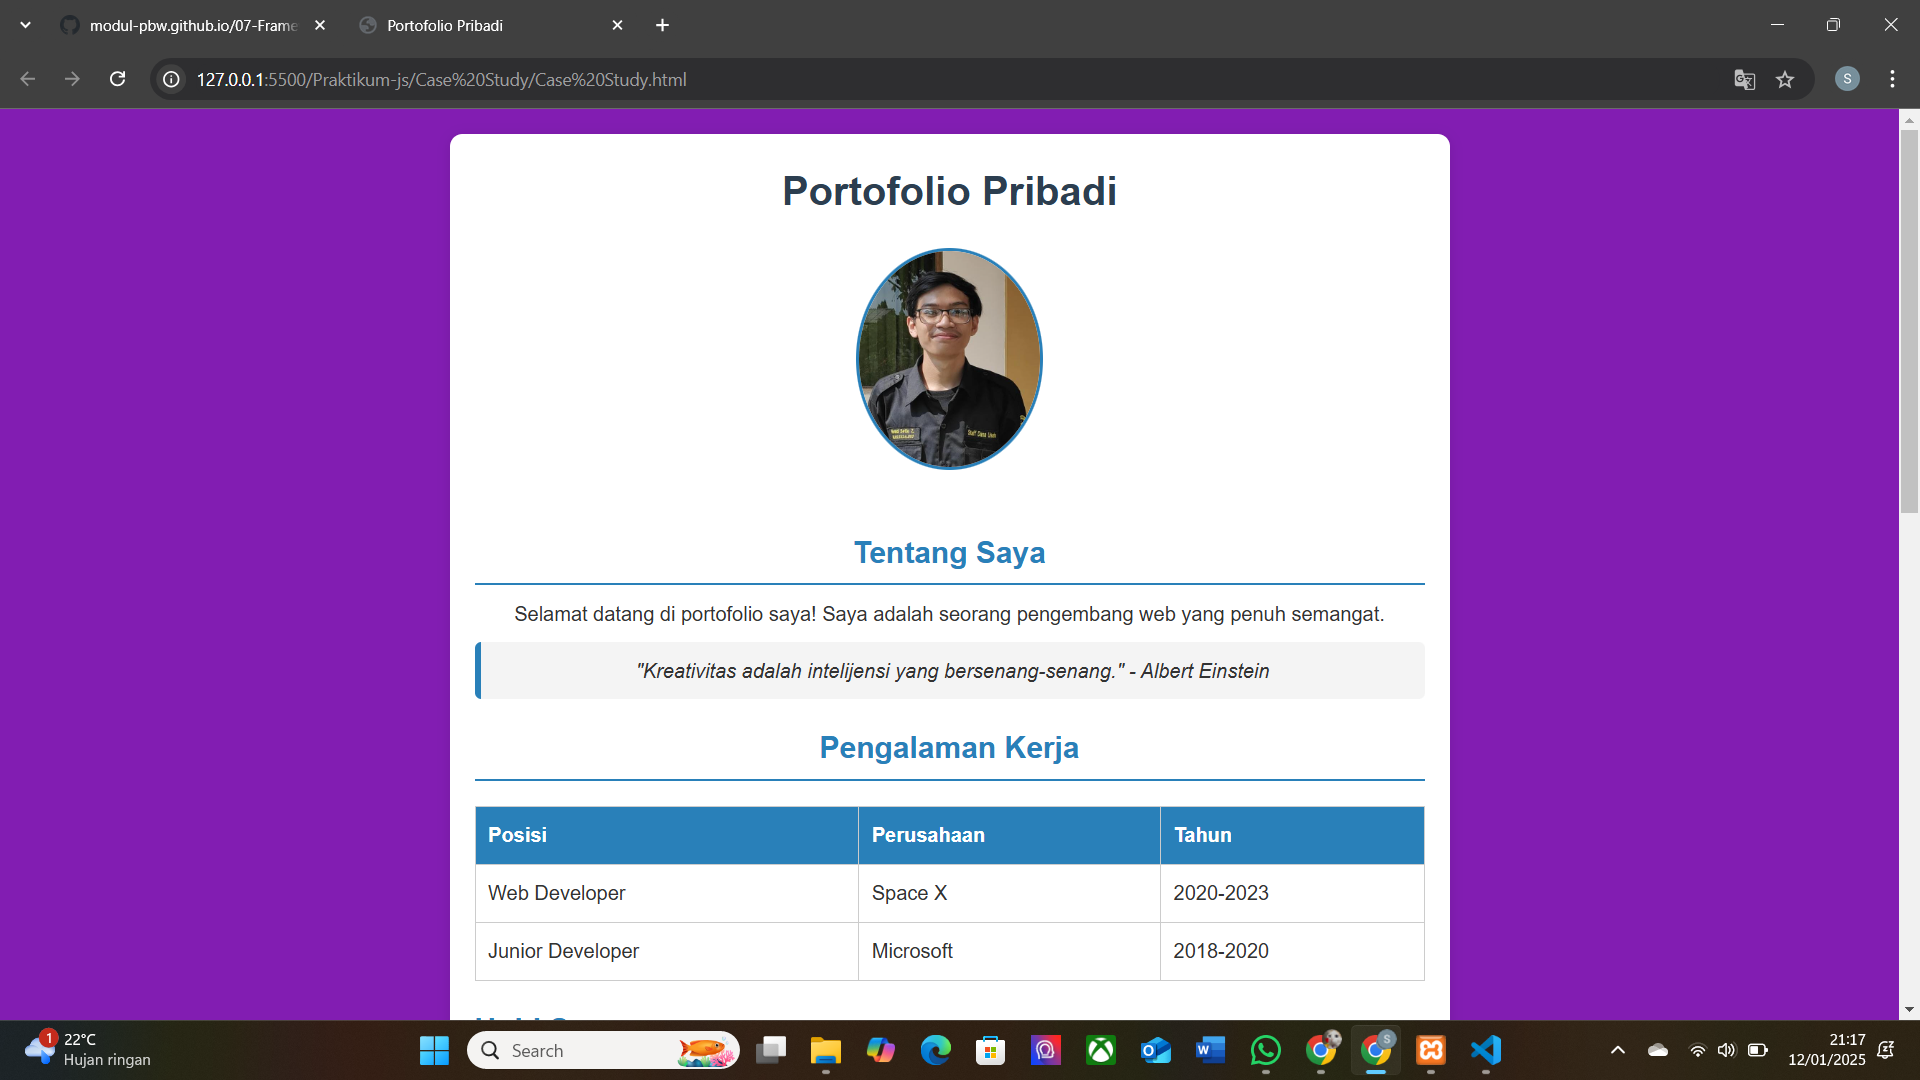 modul-pbw.github.io/07-Frame
Portofolio Pribadi
127.0.0.1:5500/Praktikum-js/Case%20Study/Case%20Study.html
S
Portofolio Pribadi
Staff Dana Usaha
Tentang Saya
Selamat datang di portofolio saya! Saya adalah seorang pengembang web yang penuh semangat.
"Kreativitas adalah intelijensi yang bersenang-senang." - Albert Einstein
Pengalaman Kerja
Posisi Perusahaan Tahun
Web Developer Space X 2020-2023
Junior Developer Microsoft 2018-2020
1
22°C
Hujan ringan
Search
S
21:17
12/01/2025